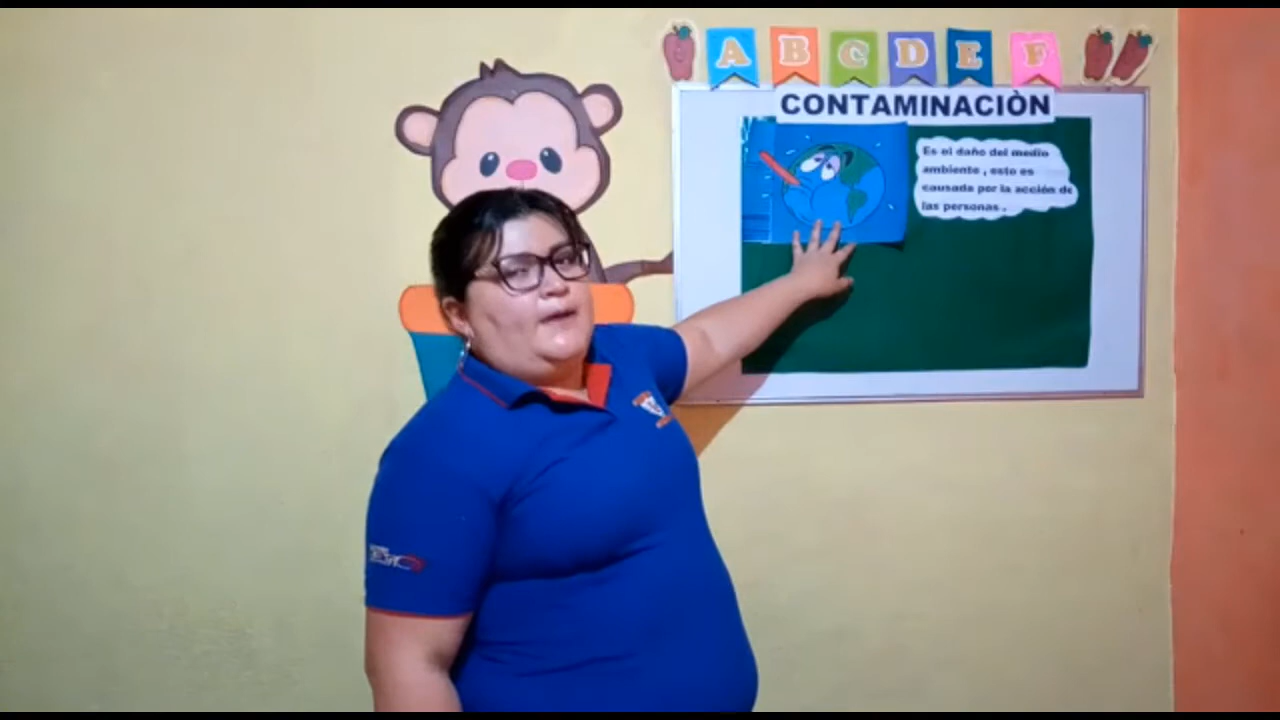 A B C D E F
CONTAMINACIÒN
Es el daño del medio
ambiente , esto es
causada por la acción de
las personas .